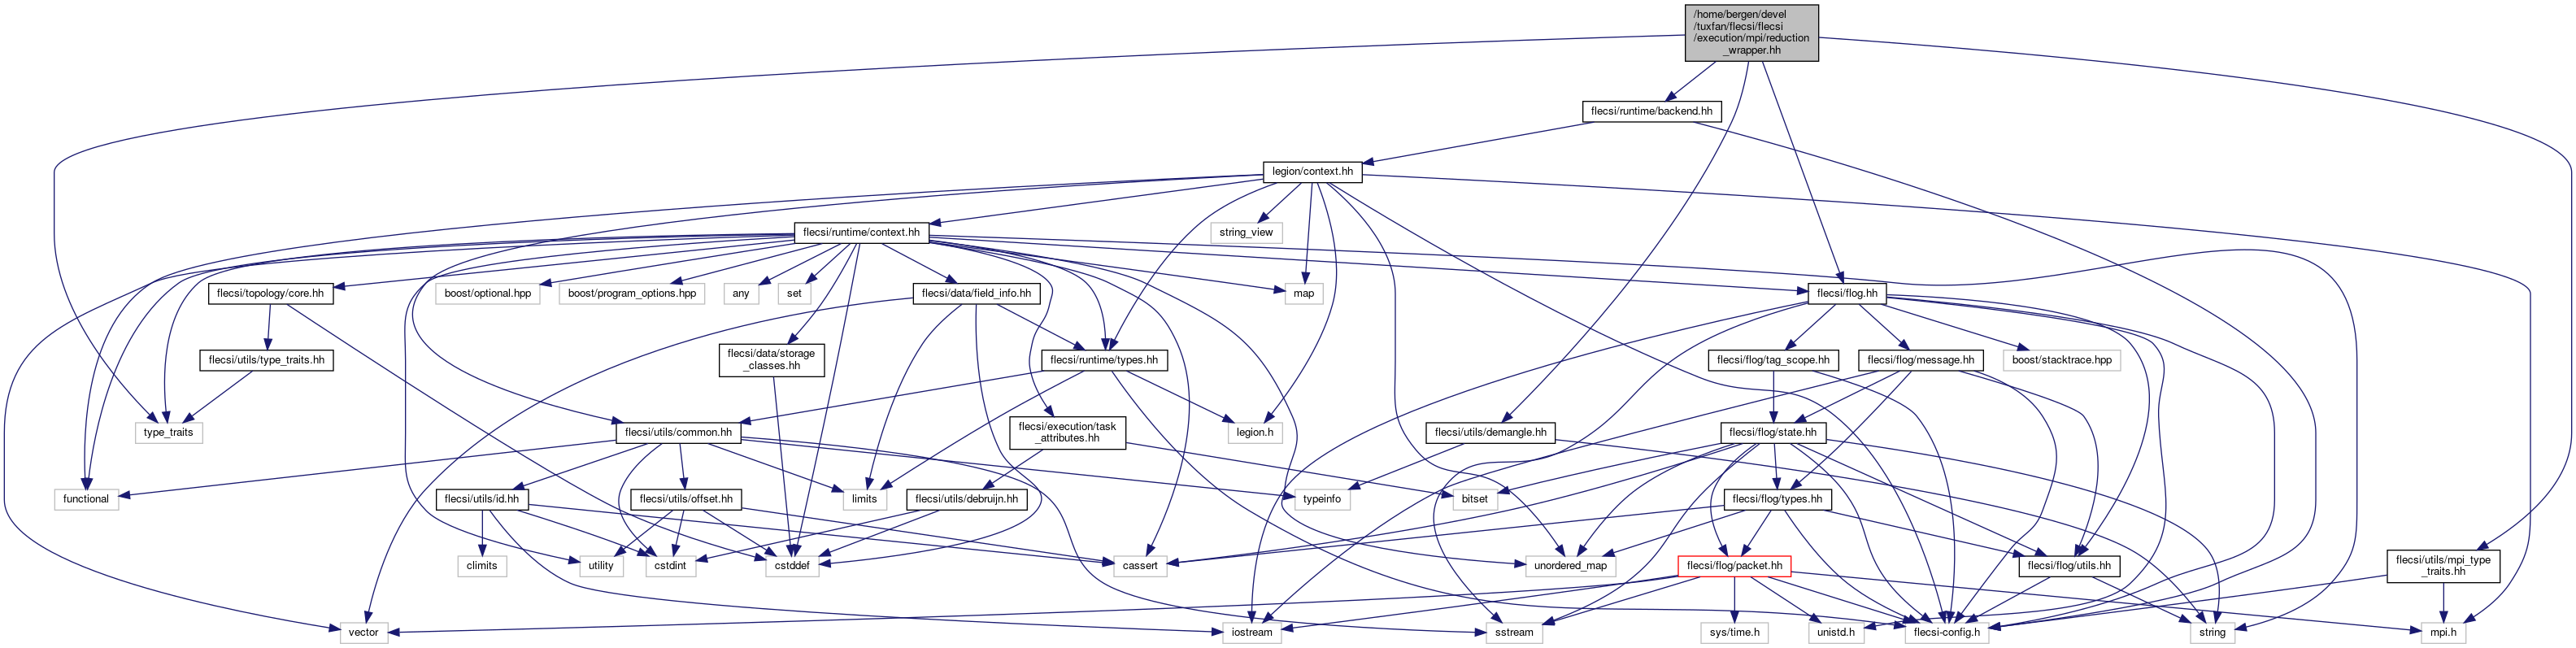 /home/bergen/devel
/tuxfan/flecsi/flecsi
/execution/mpi/reduction
_wrapper.hh
flecsi/runtime/backend.hh
legion/context.hh
flecsi/runtime/context.hh
string_view
flecsi/topology/core.hh
boost/optional.hpp
boost/program_options.hpp
any
set
flecsi/data/field_info.hh
map
flecsi/flog.hh
flecsi/utils/type_traits.hh
flecsi/data/storage
_classes.hh
flecsi/runtime/types.hh
flecsi/flog/tag_scope.hh
flecsi/flog/message.hh
boost/stacktrace.hpp
type_traits
flecsi/utils/common.hh
flecsi/execution/task
_attributes.hh
legion.h
flecsi/utils/demangle.hh
flecsi/flog/state.hh
functional
flecsi/utils/id.hh
flecsi/utils/offset.hh
limits
flecsi/utils/debruijn.hh
typeinfo
bitset
flecsi/flog/types.hh
climits
utility
cstdint
cstddef
cassert
unordered_map
flecsi/flog/packet.hh
flecsi/flog/utils.hh
flecsi/utils/mpi_type
_traits.hh
vector
iostream
sstream
sys/time.h
unistd.h
flecsi-config.h
string
mpi.h